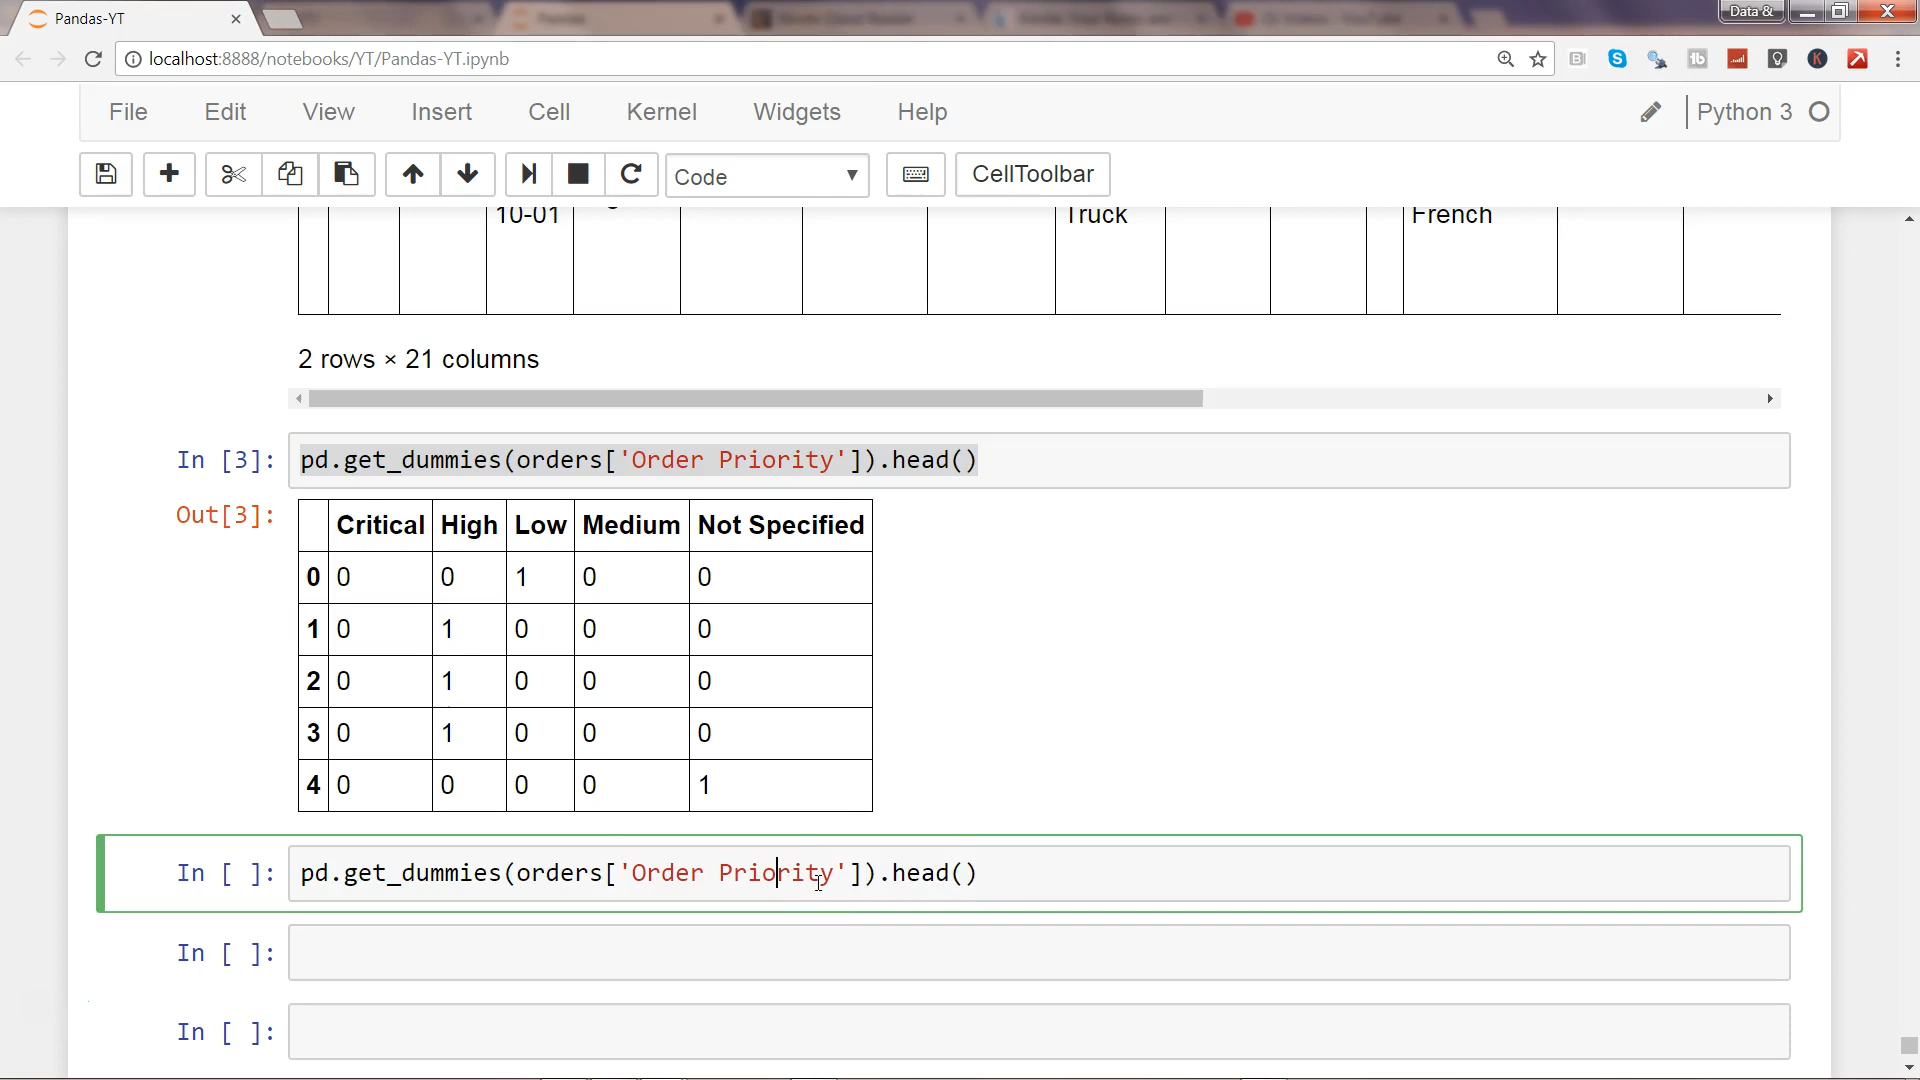 Pandas-YT
Data &
localhost:8888/notebooks/YT/Pandas-YT.ipynb
File Edit View Insert Cell Kernel Widgets Help Python 3
Code CellToolbar
10-01 Truck French
2 rows × 21 columns
In [3]: pd.get_dummies(orders['Order Priority']).head()
Out[3]:
Critical High Low Medium Not Specified
0 0 0 1 0 0
1 0 1 0 0 0
2 0 1 0 0 0
3 0 1 0 0 0
4 0 0 0 0 1
In [ ]: pd.get_dummies(orders['Order Priority']).head()
In [ ]:
In [ ]: